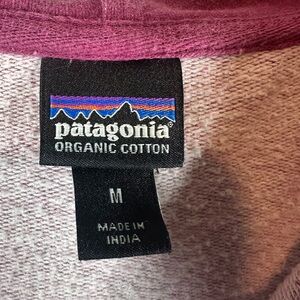 patagonia®
ORGANIC COTTON
M
MADE IN
INDIA